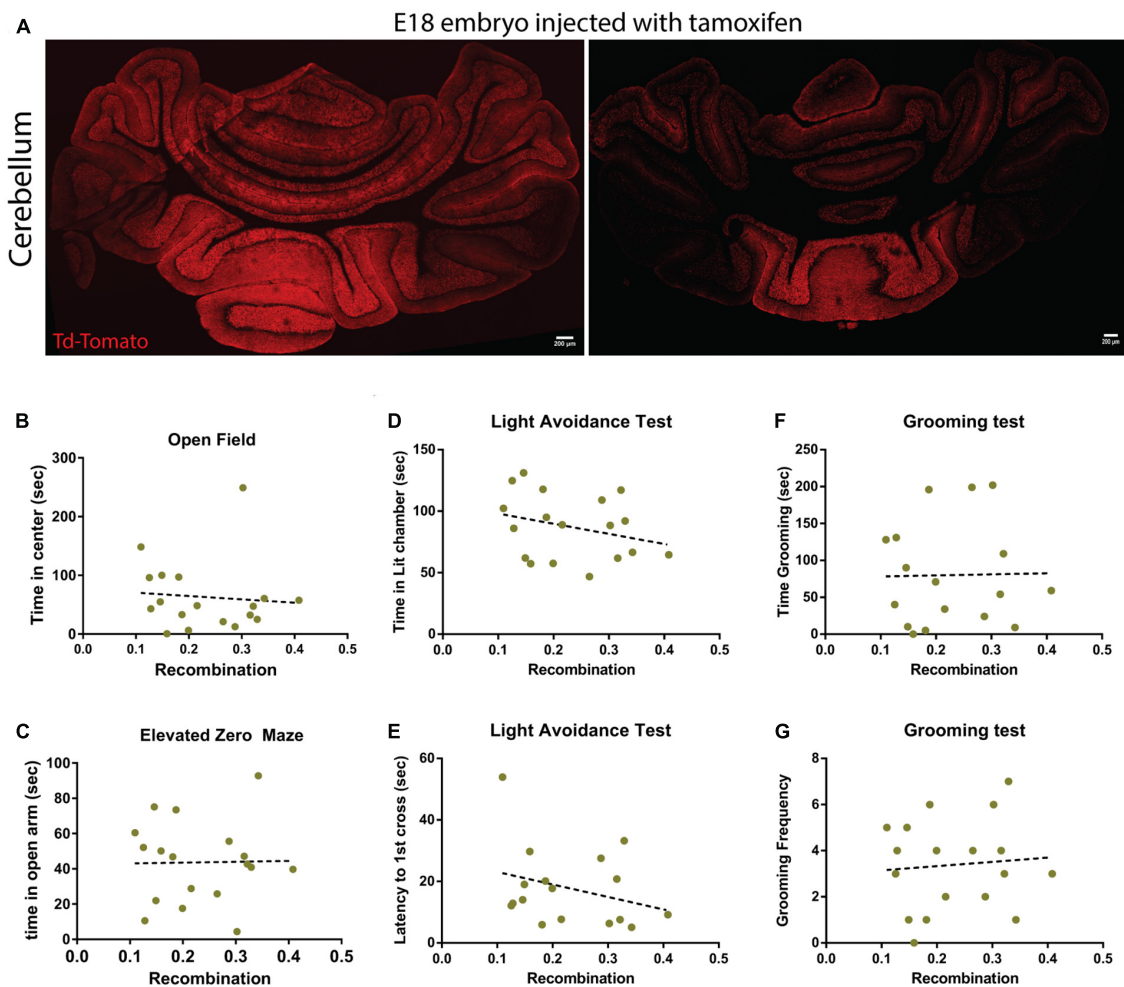 A
E18 embryo injected with tamoxifen
Cerebellum
Td-Tomato
200 µm
200 µm
B
Open Field
Time in center (sec)
300
200
100
0
0.0 0.1 0.2 0.3 0.4 0.5
Recombination
D
Light Avoidance Test
Time in Lit chamber (sec)
150
100
50
0
0.0 0.1 0.2 0.3 0.4 0.5
Recombination
F
Grooming test
Time Grooming (sec)
250
200
150
100
50
0
0.0 0.1 0.2 0.3 0.4 0.5
Recombination
C
Elevated Zero Maze
time in open arm (sec)
100
80
60
40
20
0
0.0 0.1 0.2 0.3 0.4 0.5
Recombination
E
Light Avoidance Test
Latency to 1st cross (sec)
60
40
20
0
0.0 0.1 0.2 0.3 0.4 0.5
Recombination
G
Grooming test
Grooming Frequency
8
6
4
2
0
0.0 0.1 0.2 0.3 0.4 0.5
Recombination